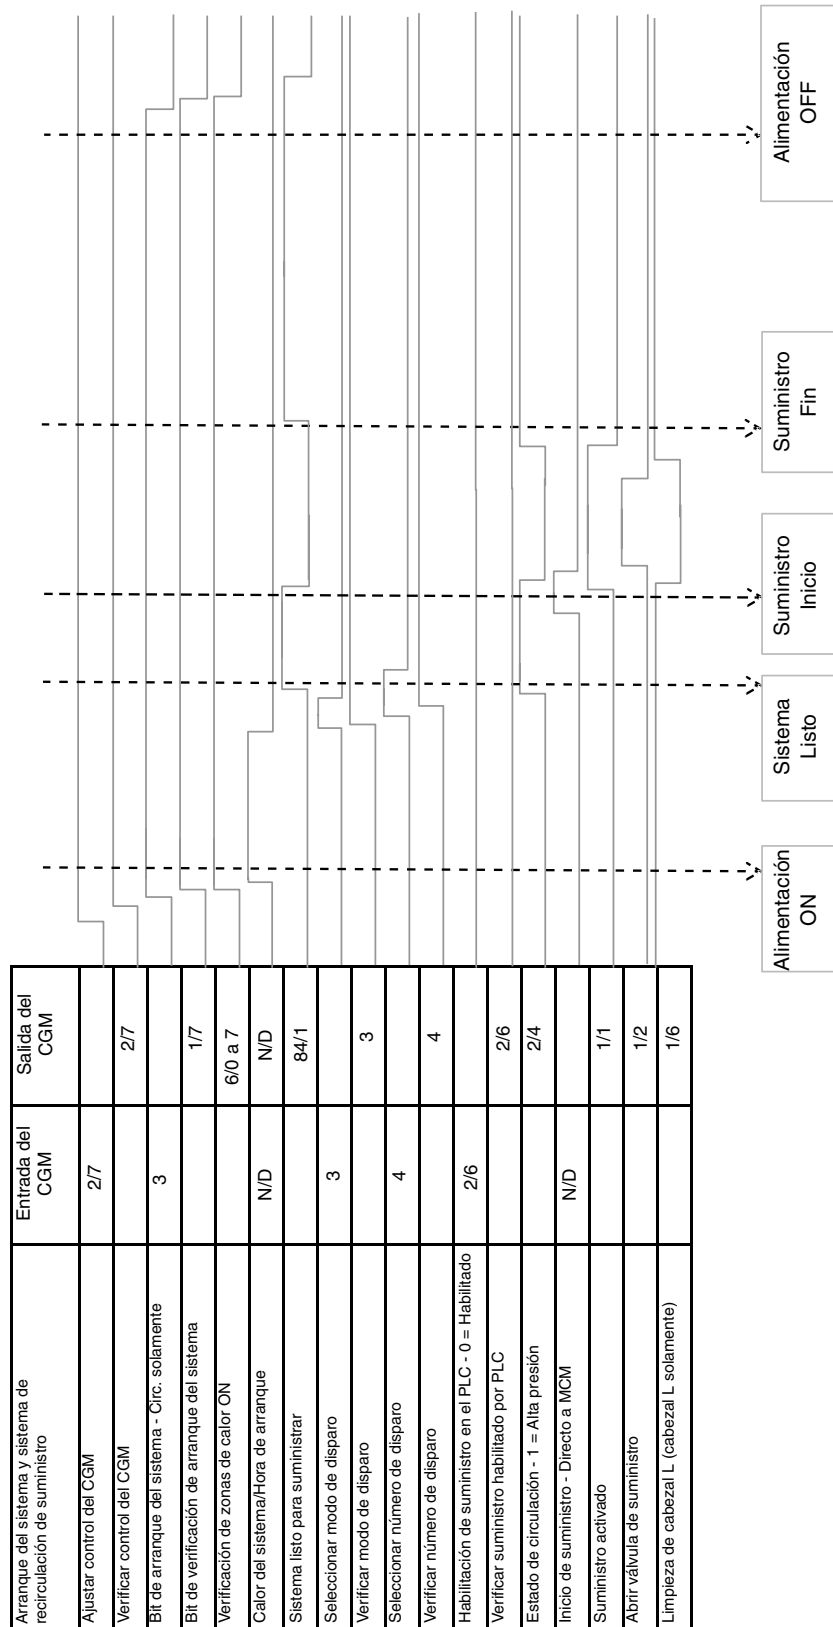 Arranque del sistema y sistema de
recirculación de suministro
Entrada del
CGM
Salida del
CGM
Ajustar control del CGM
2/7
Verificar control del CGM
2/7
Bit de arranque del sistema - Circ. solamente
3
Bit de verificación de arranque del sistema
1/7
Verificación de zonas de calor ON
6/0 a 7
Calor del sistema/Hora de arranque
N/D
N/D
Sistema listo para suministrar
84/1
Seleccionar modo de disparo
3
Verificar modo de disparo
3
Seleccionar número de disparo
4
Verificar número de disparo
4
Habilitación de suministro en el PLC - 0 = Habilitado
2/6
Verificar suministro habilitado por PLC
2/6
Estado de circulación - 1 = Alta presión
2/4
Inicio de suministro - Directo a MCM
N/D
Suministro activado
1/1
Abrir válvula de suministro
1/2
Limpieza de cabezal L (cabezal L solamente)
1/6
Alimentación
ON
Sistema
Listo
Suministro
Inicio
Suministro
Fin
Alimentación
OFF